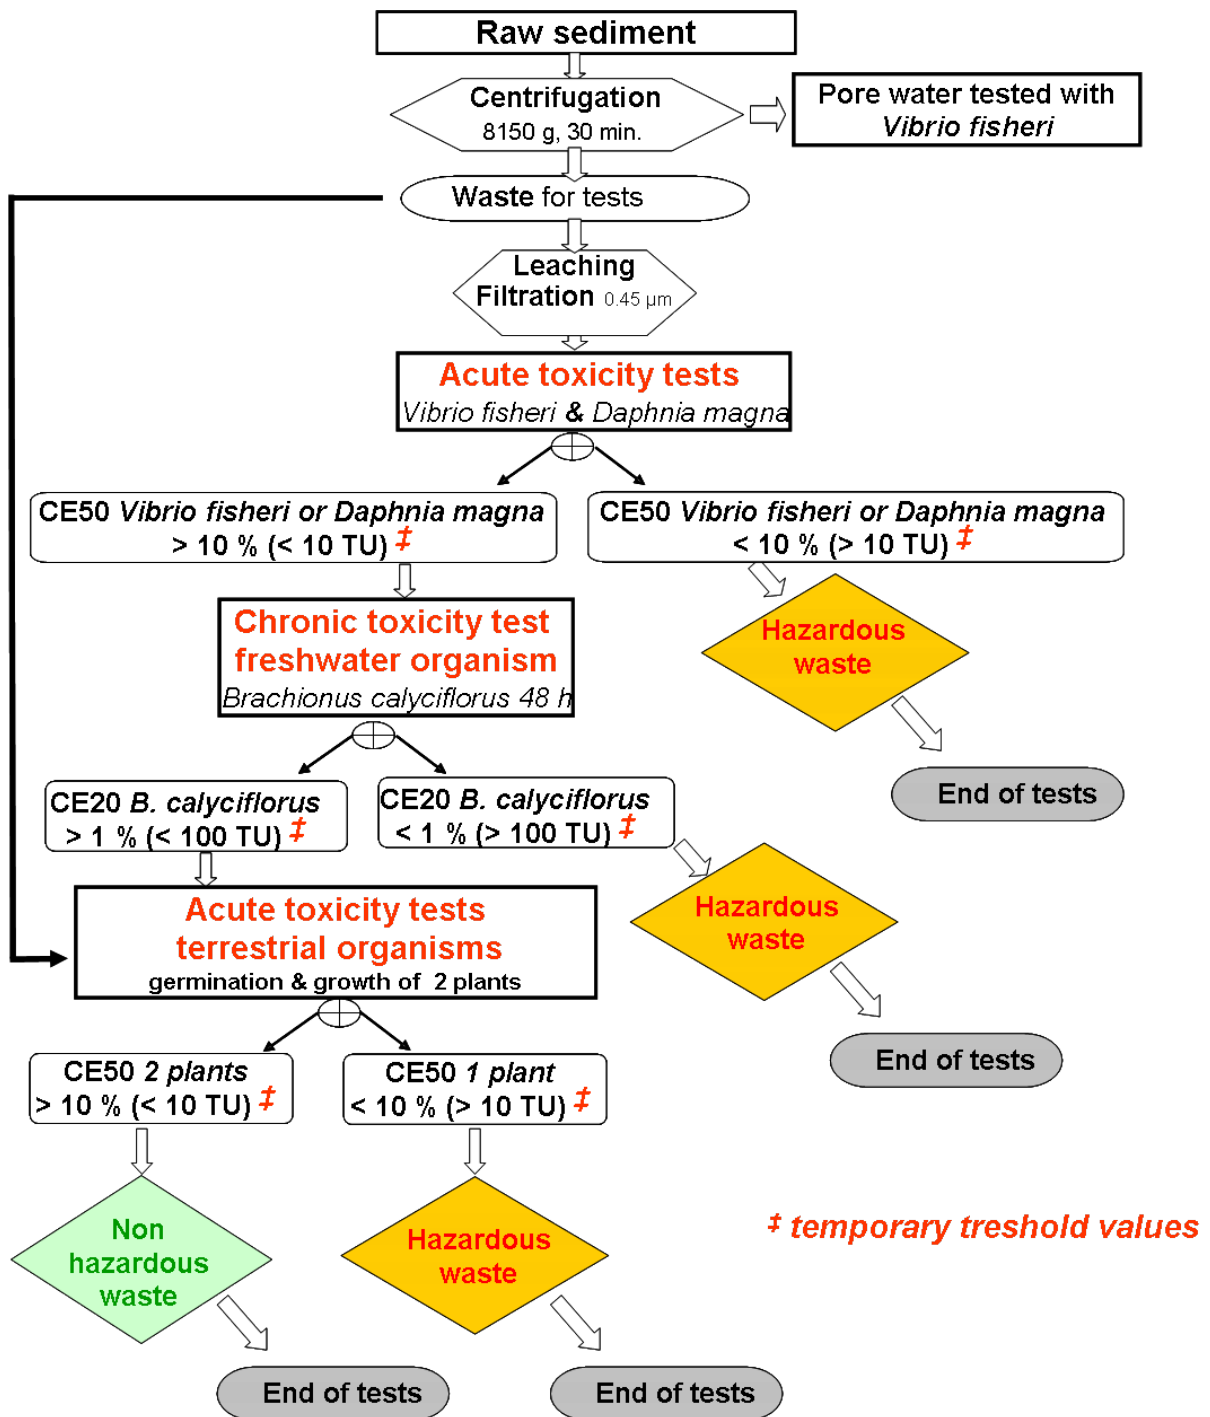 Raw sediment
Centrifugation
8150 g, 30 min.
Pore water tested with
Vibrio fisheri
Waste for tests
Leaching
Filtration 0.45 µm
Acute toxicity tests
Vibrio fisheri & Daphnia magna
CE50 Vibrio fisheri or Daphnia magna
> 10 % (< 10 TU) ‡
CE50 Vibrio fisheri or Daphnia magna
< 10 % (> 10 TU) ‡
Chronic toxicity test
freshwater organism
Brachionus calyciflorus 48 h
Hazardous
waste
End of tests
CE20 B. calyciflorus
> 1 % (< 100 TU) ‡
CE20 B. calyciflorus
< 1 % (> 100 TU) ‡
Hazardous
waste
End of tests
Acute toxicity tests
terrestrial organisms
germination & growth of 2 plants
CE50 2 plants
> 10 % (< 10 TU) ‡
CE50 1 plant
< 10 % (> 10 TU) ‡
Non
hazardous
waste
Hazardous
waste
‡ temporary treshold values
End of tests
End of tests